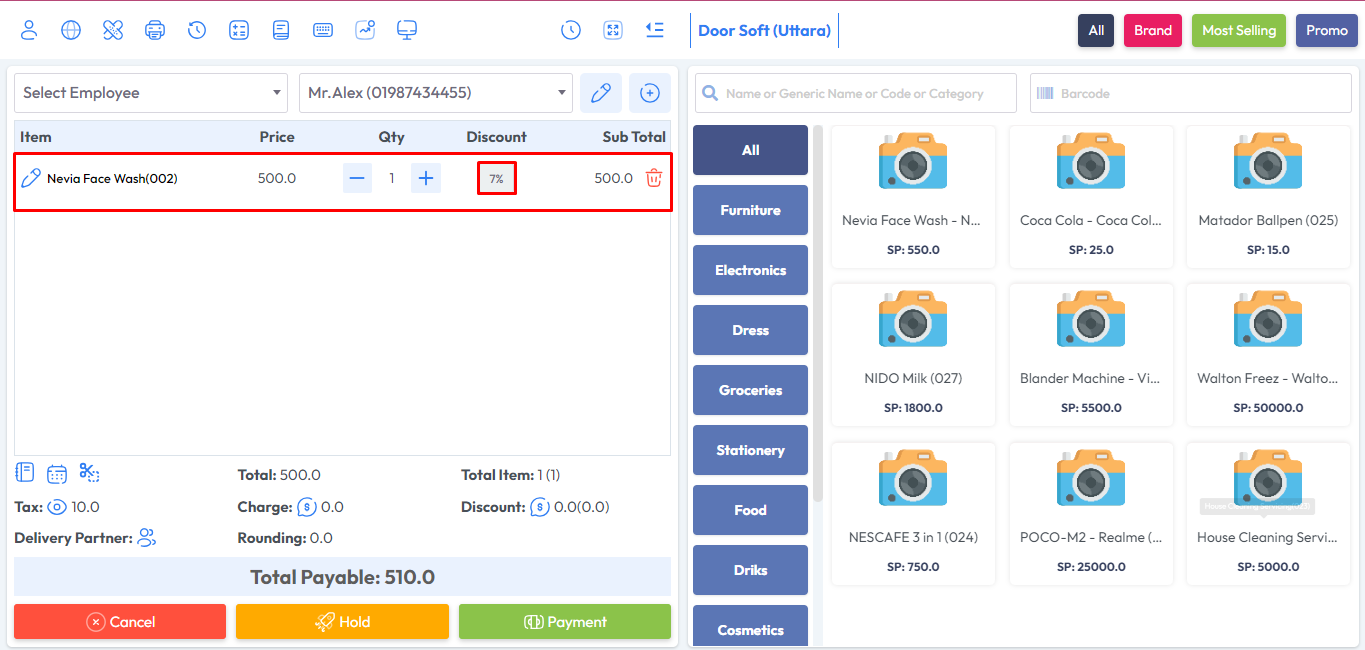 Door Soft (Uttara)
All Brand Most Selling Promo
Select Employee Mr.Alex (01987434455)
Name or Generic Name or Code or Category Barcode
Item Price Qty Discount Sub Total
Nevia Face Wash(002) 500.0 1 7% 500.0
Total: 500.0 Total Item: 1 (1)
Tax: 10.0 Charge: 0.0 Discount: 0.0(0.0)
Delivery Partner: Rounding: 0.0
Total Payable: 510.0
Cancel Hold Payment
All
Furniture
Electronics
Dress
Groceries
Stationery
Food
Driks
Cosmetics
Nevia Face Wash - N... Coca Cola - Coca Col... Matador Ballpen (025)
SP: 550.0 SP: 25.0 SP: 15.0
NIDO Milk (027) Blander Machine - Vi... Walton Freez - Walto...
SP: 1800.0 SP: 5500.0 SP: 50000.0
NESCAFE 3 in 1 (024) POCO-M2 - Realme (... House Cleaning Servi...
SP: 750.0 SP: 25000.0 SP: 5000.0